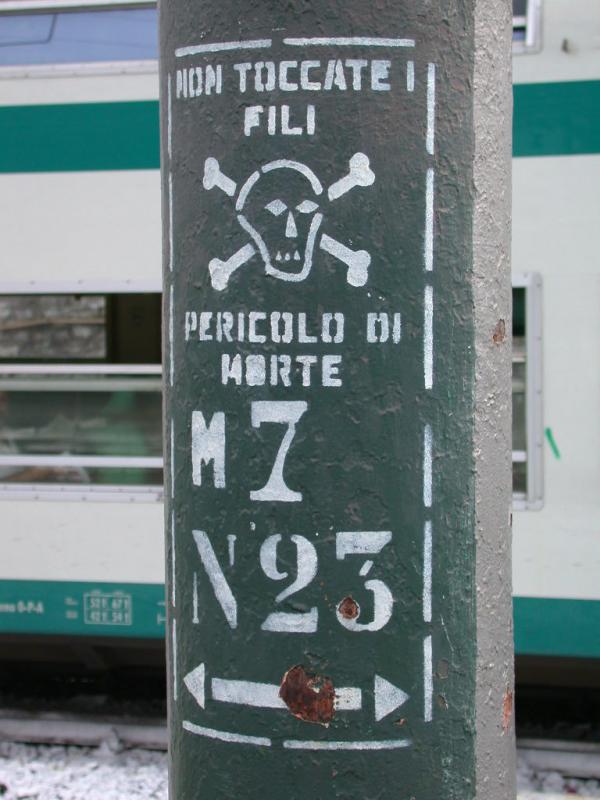 NON TOCCATE I
FILI
PERICOLO DI
MORTE
M 7
N 23